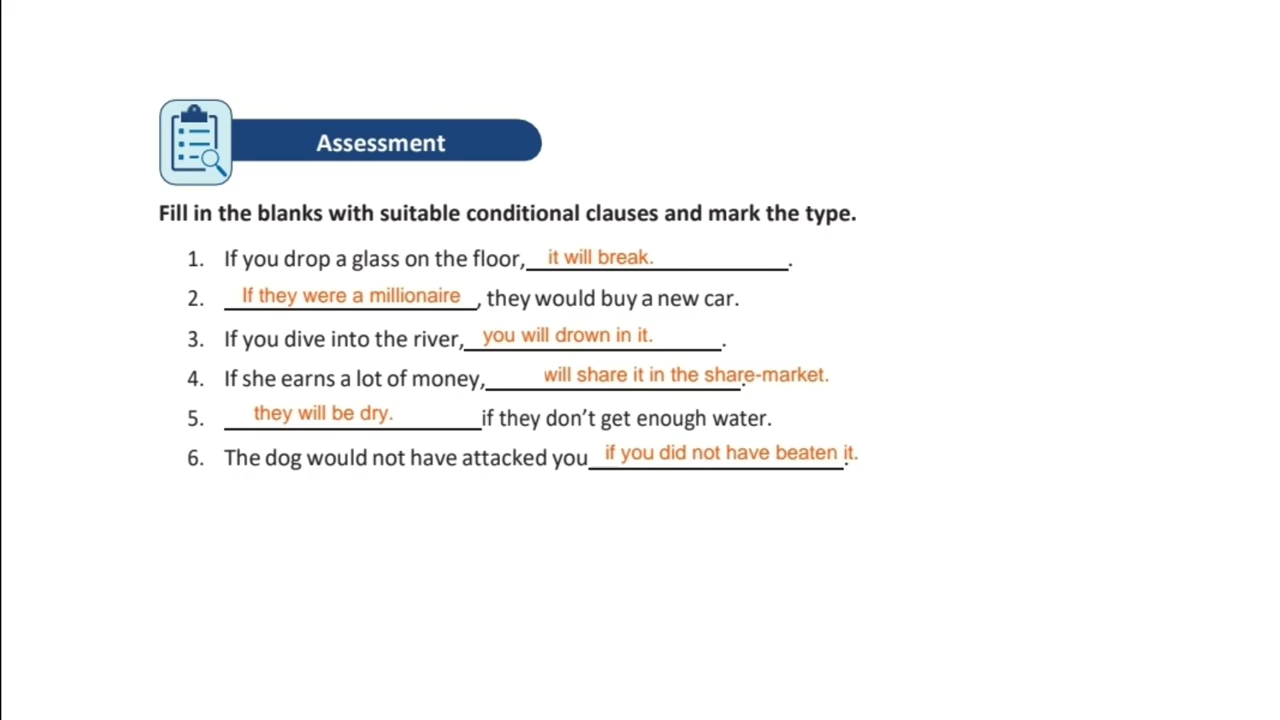 Assessment
Fill in the blanks with suitable conditional clauses and mark the type.
1. If you drop a glass on the floor, it will break. .
2. If they were a millionaire , they would buy a new car.
3. If you dive into the river, you will drown in it. .
4. If she earns a lot of money, will share it in the share-market. .
5. they will be dry. if they don't get enough water.
6. The dog would not have attacked you if you did not have beaten it. .